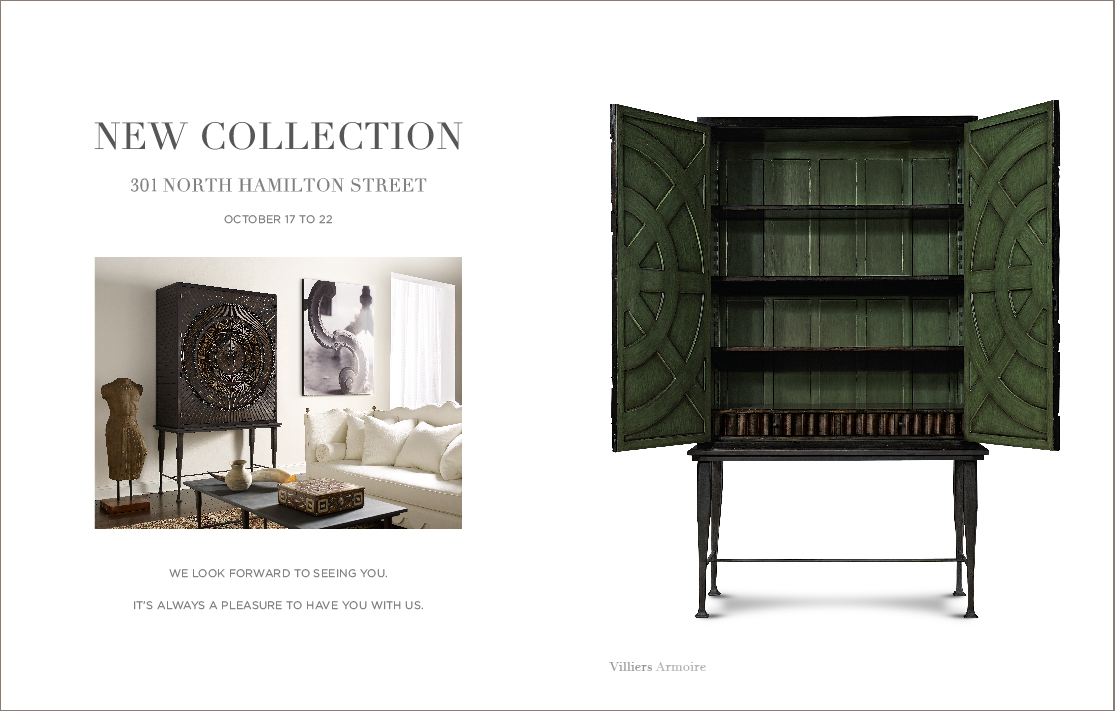 NEW COLLECTION
301 NORTH HAMILTON STREET
OCTOBER 17 TO 22
WE LOOK FORWARD TO SEEING YOU.
IT'S ALWAYS A PLEASURE TO HAVE YOU WITH US.
Villiers Armoire